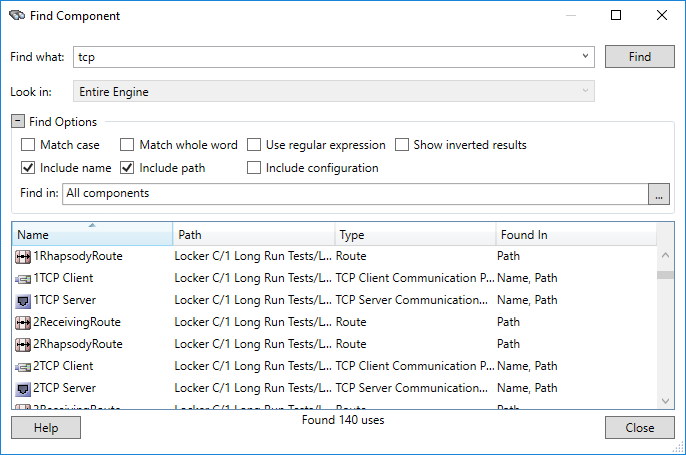 Find Component
Find what: tcp Find
Look in: Entire Engine
Find Options
Match case Match whole word Use regular expression Show inverted results
Include name Include path Include configuration
Find in: All components ...
Name Path Type Found In
1RhapsodyRoute Locker C/1 Long Run Tests/L... Route Path
1TCP Client Locker C/1 Long Run Tests/L... TCP Client Communication P... Name, Path
1TCP Server Locker C/1 Long Run Tests/L... TCP Server Communication... Name, Path
2ReceivingRoute Locker C/1 Long Run Tests/L... Route Path
2RhapsodyRoute Locker C/1 Long Run Tests/L... Route Path
2TCP Client Locker C/1 Long Run Tests/L... TCP Client Communication P... Name, Path
2TCP Server Locker C/1 Long Run Tests/L... TCP Server Communication... Name, Path
Help Found 140 uses Close